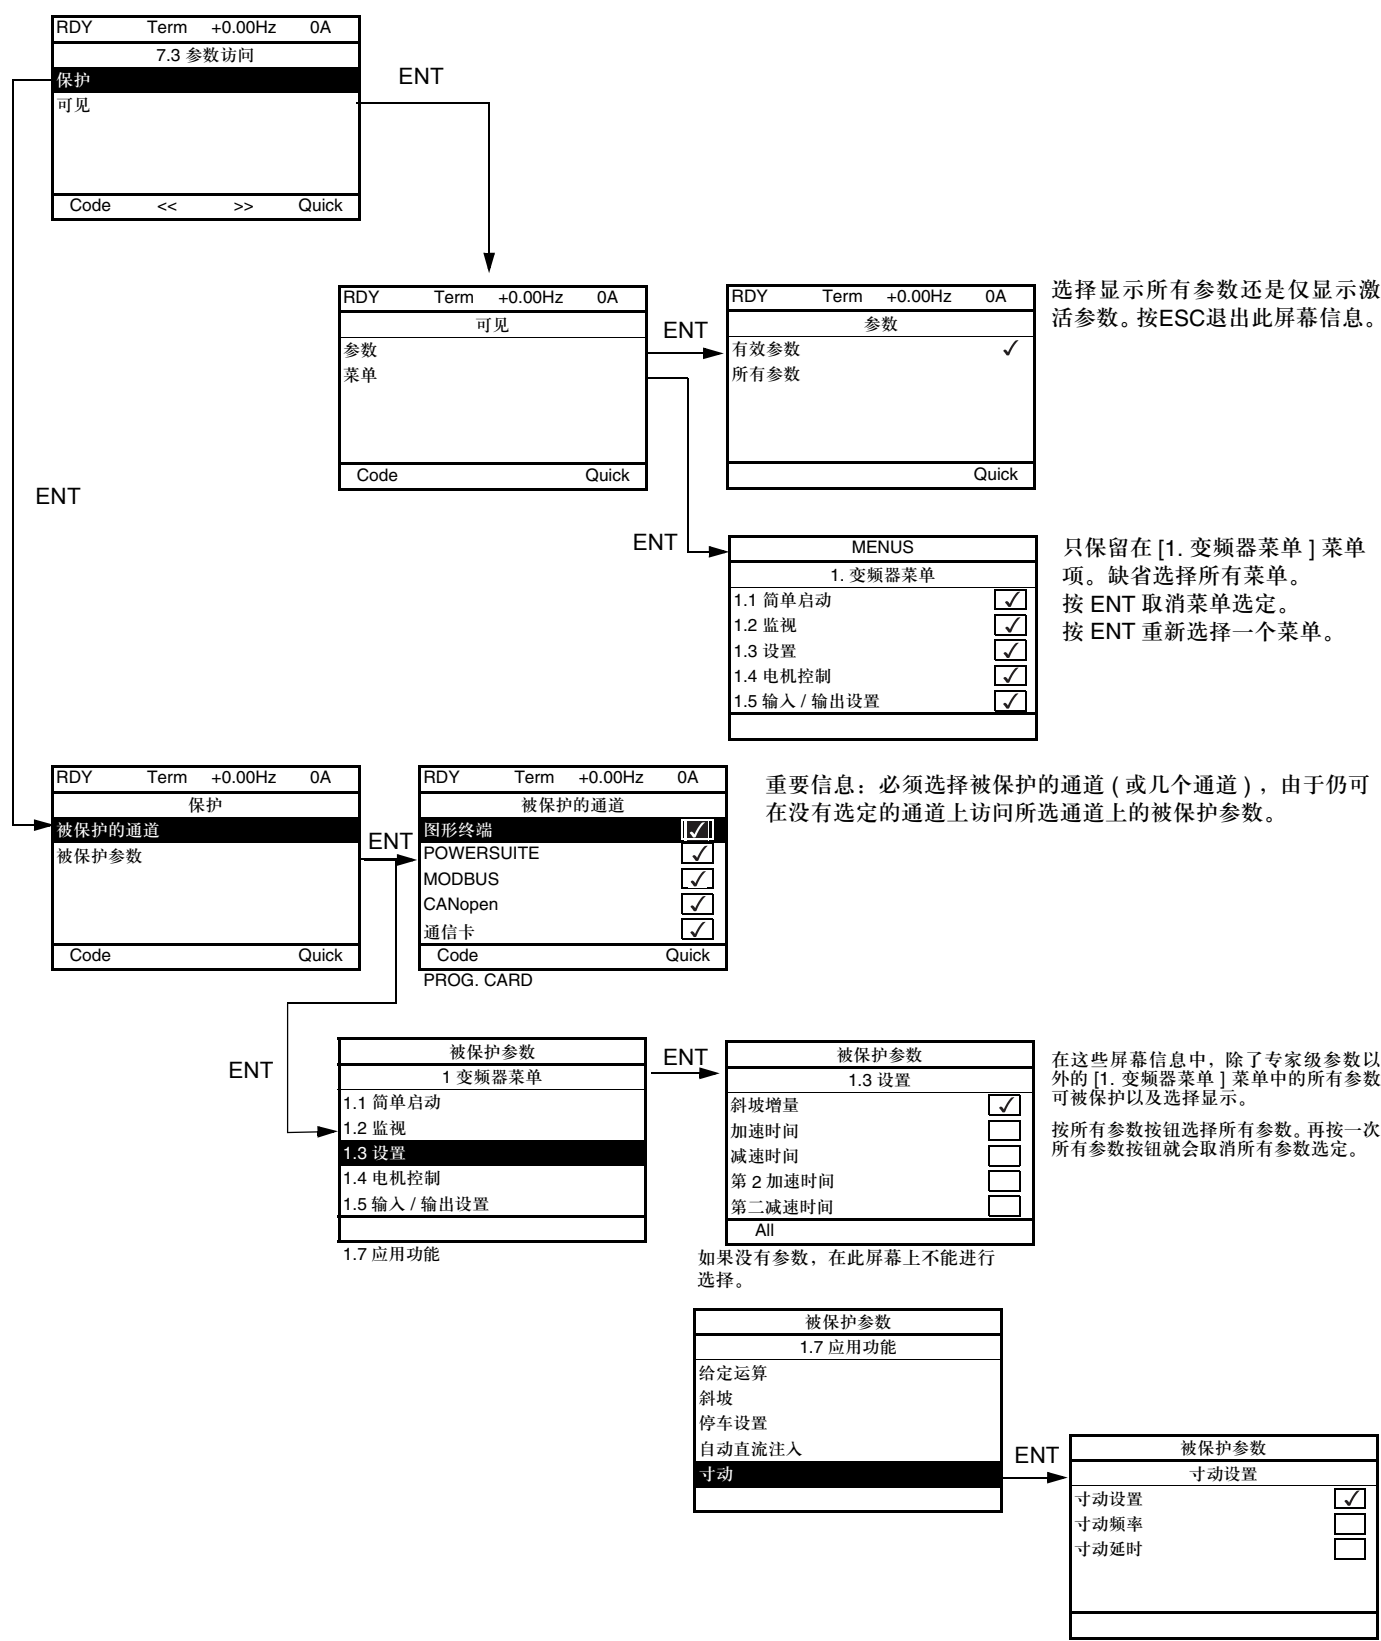 RDY Term +0.00Hz 0A
7.3 参数访问
保护
可见
Code << >> Quick
ENT
ENT
RDY Term +0.00Hz 0A
可见
参数
菜单
Code Quick
ENT
RDY Term +0.00Hz 0A
参数
有效参数 ✓
所有参数
Quick
选择显示所有参数还是仅显示激
活参数。按ESC退出此屏幕信息。
ENT
MENUS
1. 变频器菜单
1.1 简单启动 ✓
1.2 监视 ✓
1.3 设置 ✓
1.4 电机控制 ✓
1.5 输入 / 输出设置 ✓
只保留在 [1. 变频器菜单 ] 菜单
项。缺省选择所有菜单。
按 ENT 取消菜单选定。
按 ENT 重新选择一个菜单。
RDY Term +0.00Hz 0A
保护
被保护的通道
被保护参数
Code Quick
ENT
RDY Term +0.00Hz 0A
被保护的通道
图形终端 ✓
POWERSUITE ✓
MODBUS ✓
CANopen ✓
通信卡 ✓
Code Quick
PROG. CARD
重要信息：必须选择被保护的通道 ( 或几个通道 ) ，由于仍可
在没有选定的通道上访问所选通道上的被保护参数。
ENT
被保护参数
1 变频器菜单
1.1 简单启动
1.2 监视
1.3 设置
1.4 电机控制
1.5 输入 / 输出设置
1.7 应用功能
ENT
被保护参数
1.3 设置
斜坡增量 ✓
加速时间
减速时间
第 2 加速时间
第二减速时间
All
如果没有参数，在此屏幕上不能进行
选择。
在这些屏幕信息中，除了专家级参数以
外的 [1. 变频器菜单 ] 菜单中的所有参数
可被保护以及选择显示。
按所有参数按钮选择所有参数。再按一次
所有参数按钮就会取消所有参数选定。
被保护参数
1.7 应用功能
给定运算
斜坡
停车设置
自动直流注入
寸动
ENT
被保护参数
寸动设置
寸动设置 ✓
寸动频率
寸动延时